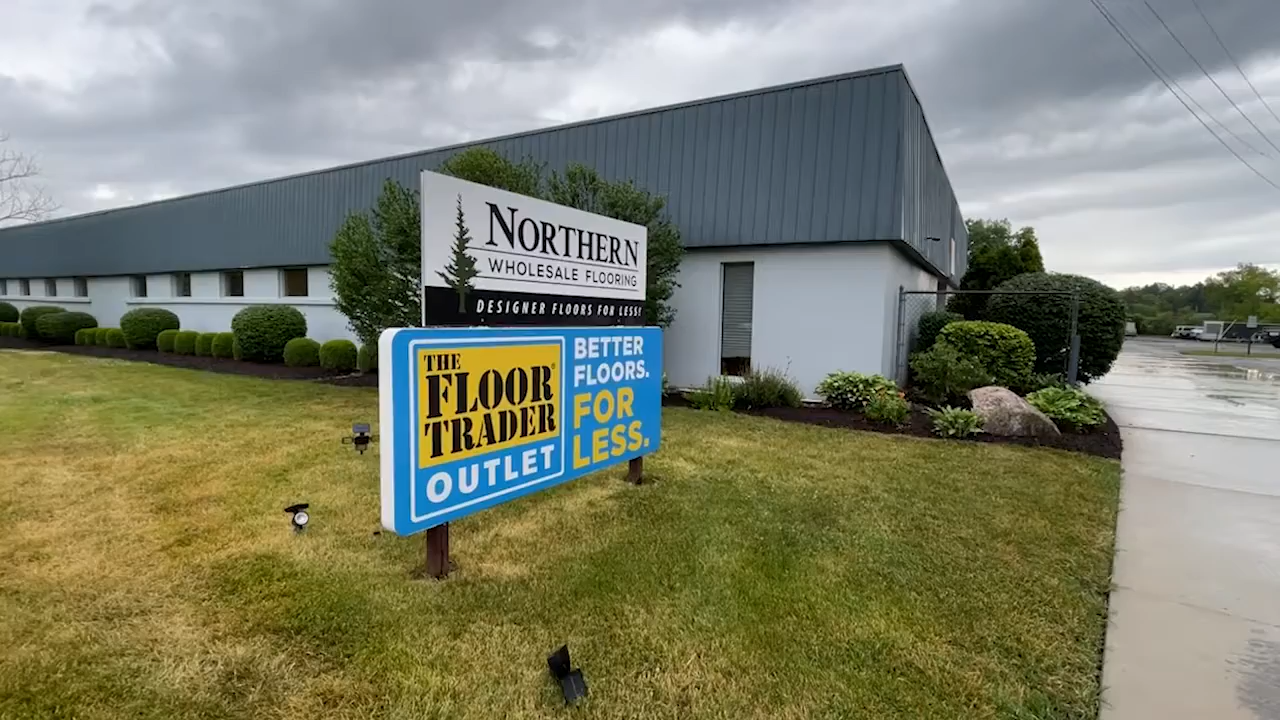 NORTHERN
WHOLESALE FLOORING
DESIGNER FLOORS FOR LESS!
THE
FLOOR®
TRADER
OUTLET
BETTER
FLOORS.
FOR
LESS.